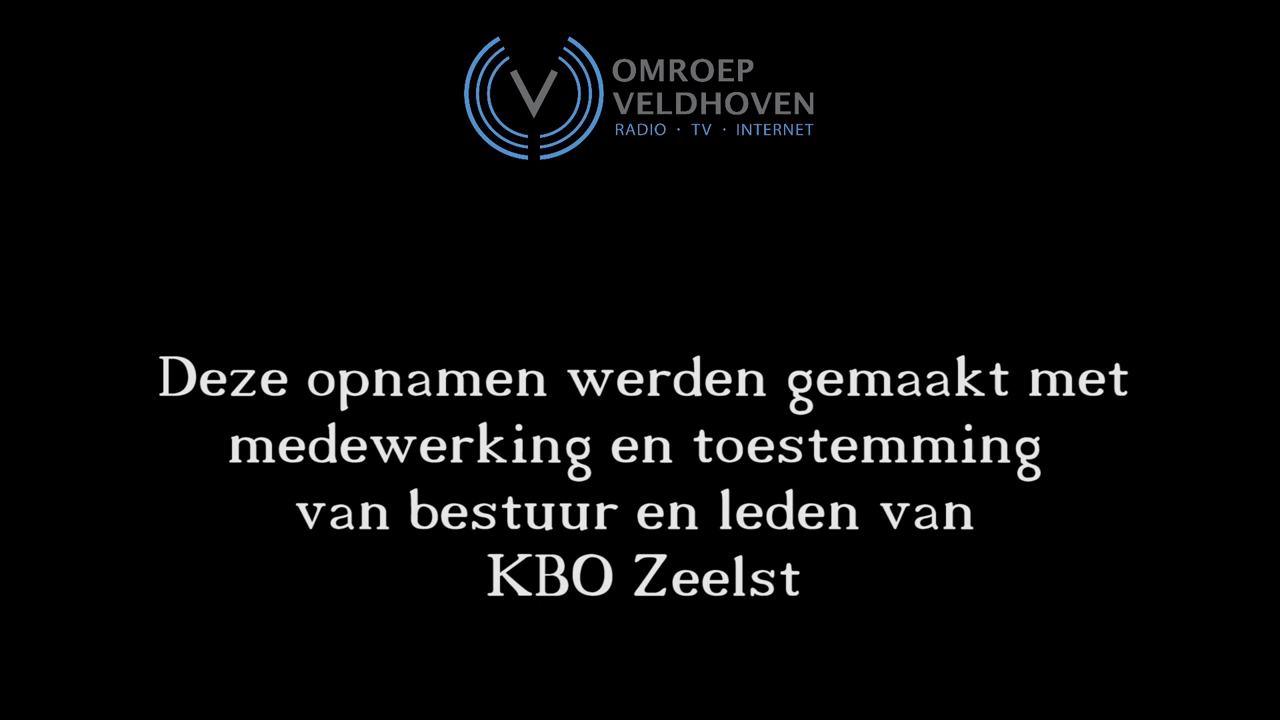 OMROEP
VELDHOVEN
RADIO · TV · INTERNET
Deze opnamen werden gemaakt met
medewerking en toestemming
van bestuur en leden van
KBO Zeelst